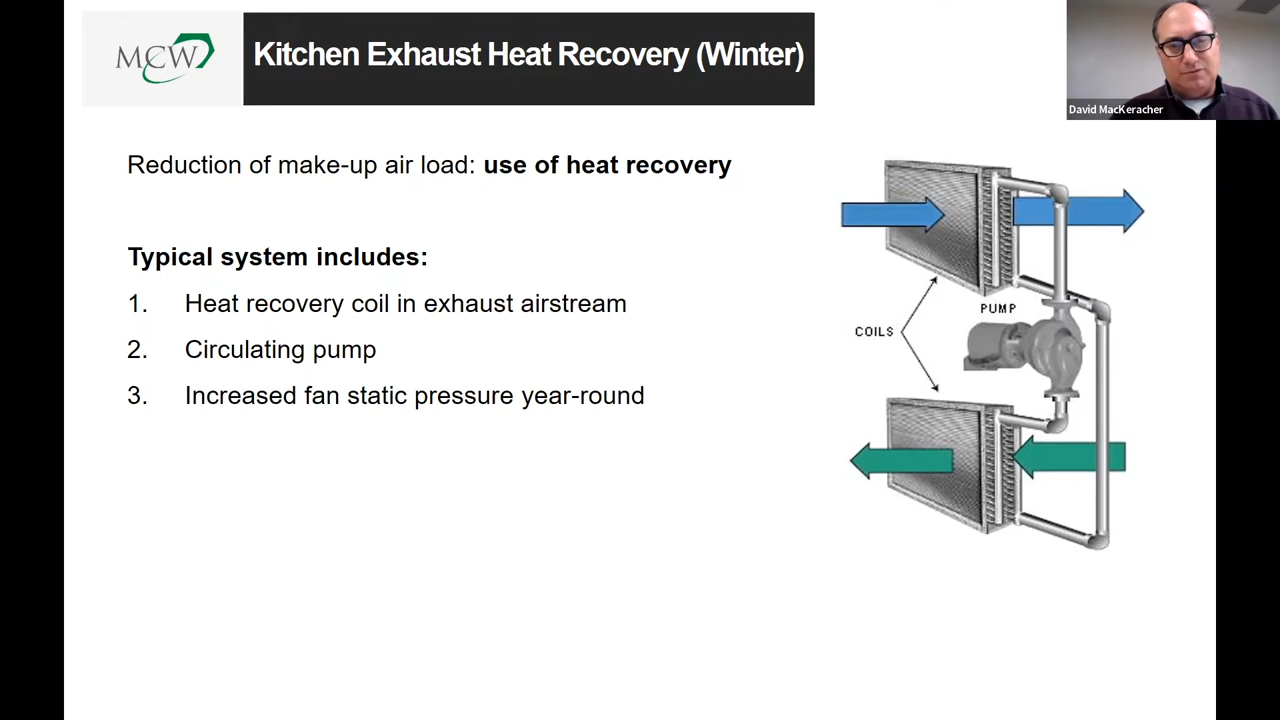 MCW
Kitchen Exhaust Heat Recovery (Winter)
David MacKeracher
Reduction of make-up air load: use of heat recovery
Typical system includes:
1. Heat recovery coil in exhaust airstream
2. Circulating pump
3. Increased fan static pressure year-round
PUMP
COILS